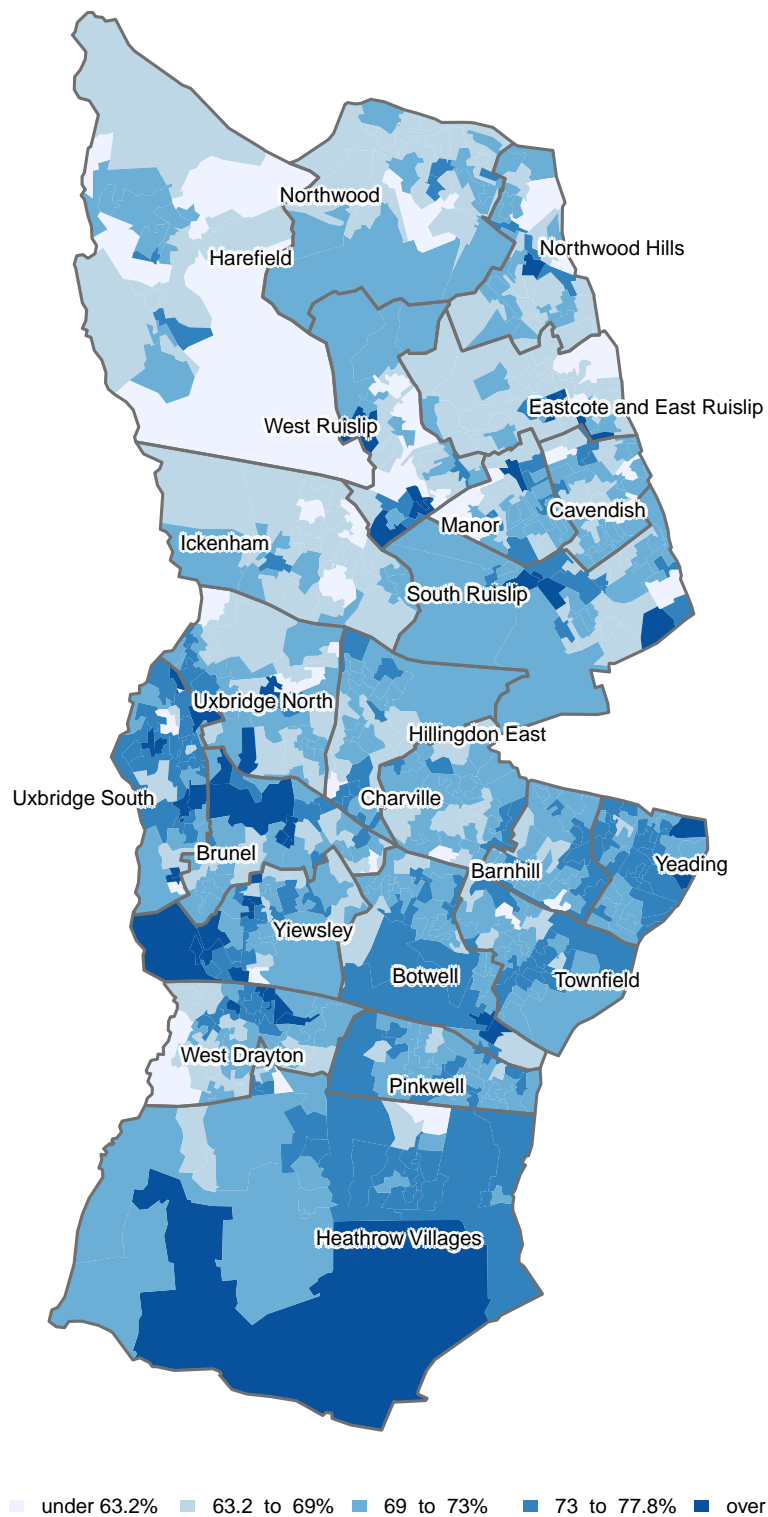 Northwood
Northwood Hills
Harefield
Eastcote and East Ruislip
West Ruislip
Cavendish
Manor
Ickenham
South Ruislip
Uxbridge North
Hillingdon East
Uxbridge South
Charville
Brunel
Barnhill
Yeading
Yiewsley
Botwell
Townfield
West Drayton
Pinkwell
Heathrow Villages
under 63.2% 63.2 to 69% 69 to 73% 73 to 77.8% over